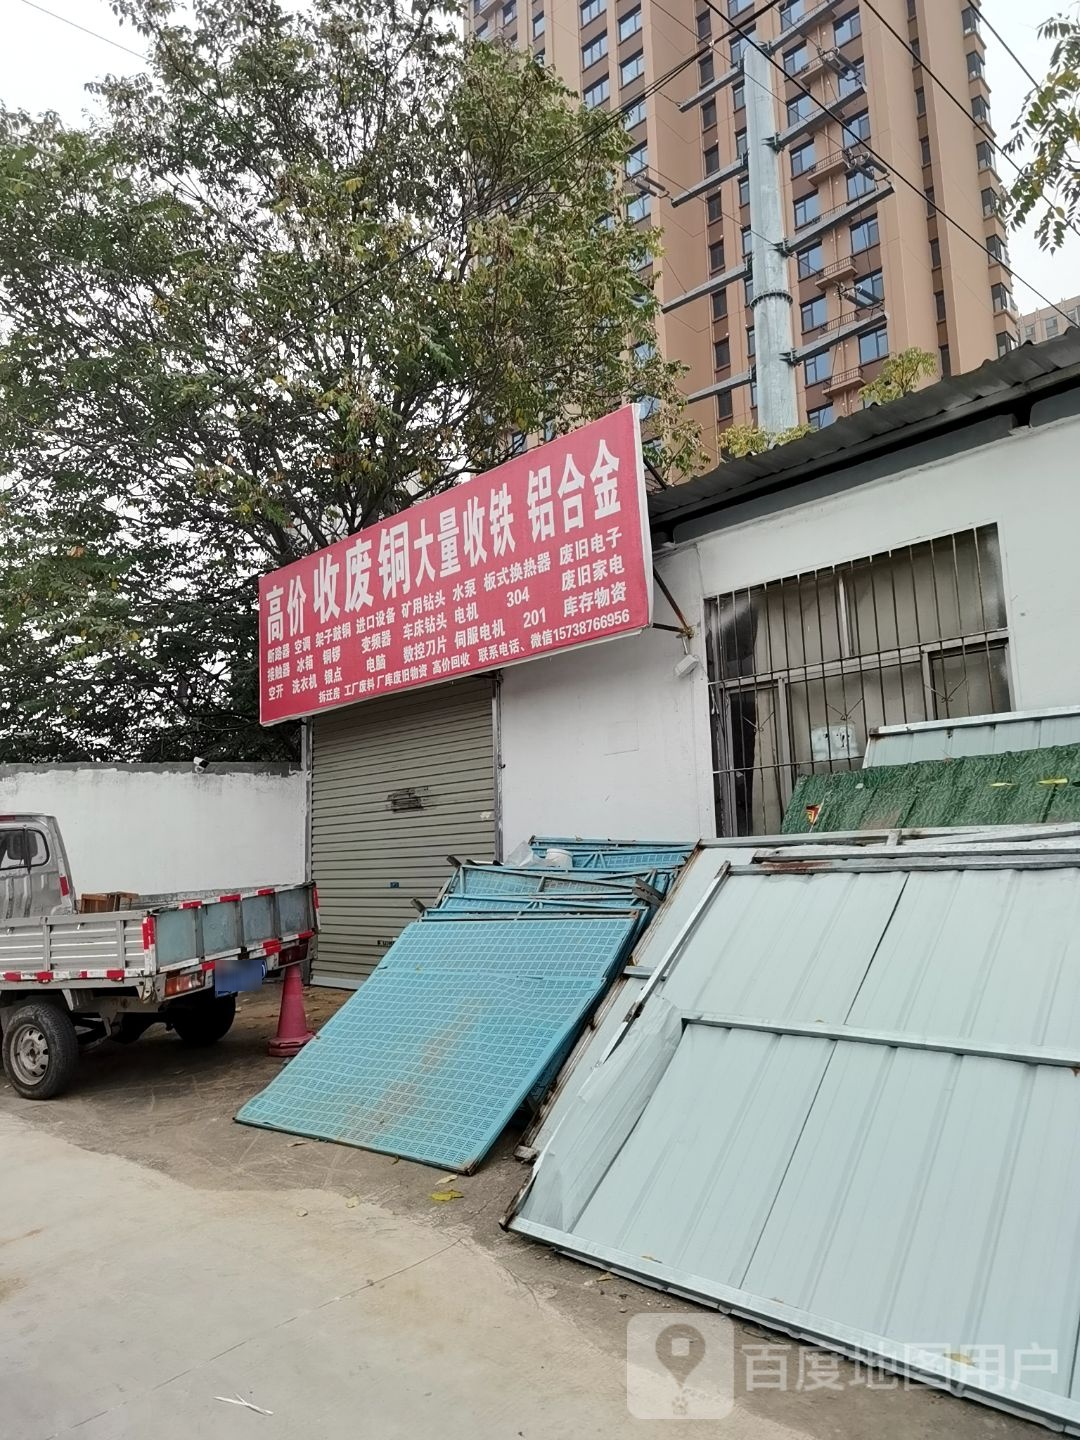 高价 收废铜大量收铁 铝合金
断路器 空调 架子鼓铜 进口设备 矿用钻头 水泵 板式换热器 废旧电子
接触器 冰箱 铜锣 变频器 车床钻头 电机 304 废旧家电
空开 洗衣机 银点 电脑 数控刀片 伺服电机 201 库存物资
拆迁房 工厂废料 厂库废旧物资 高价回收 联系电话、微信15738766956
百度地图用户